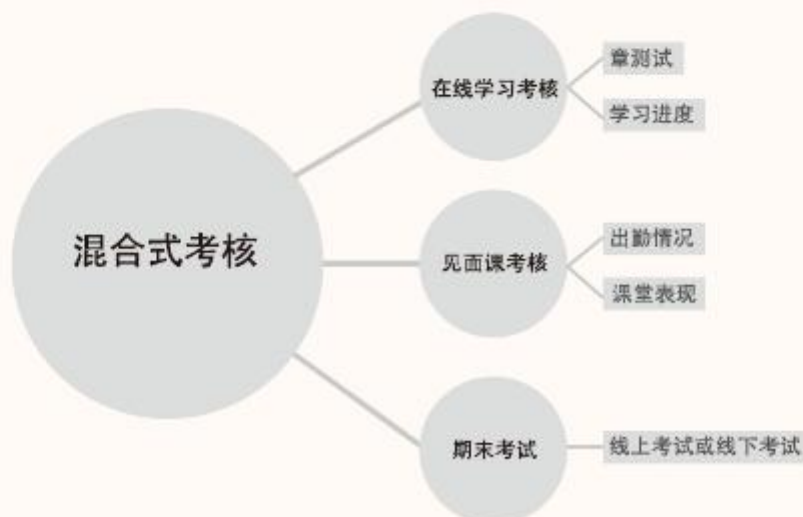 混合式考核
在线学习考核
章测试
学习进度
见面课考核
出勤情况
课堂表现
期末考试
线上考试或线下考试